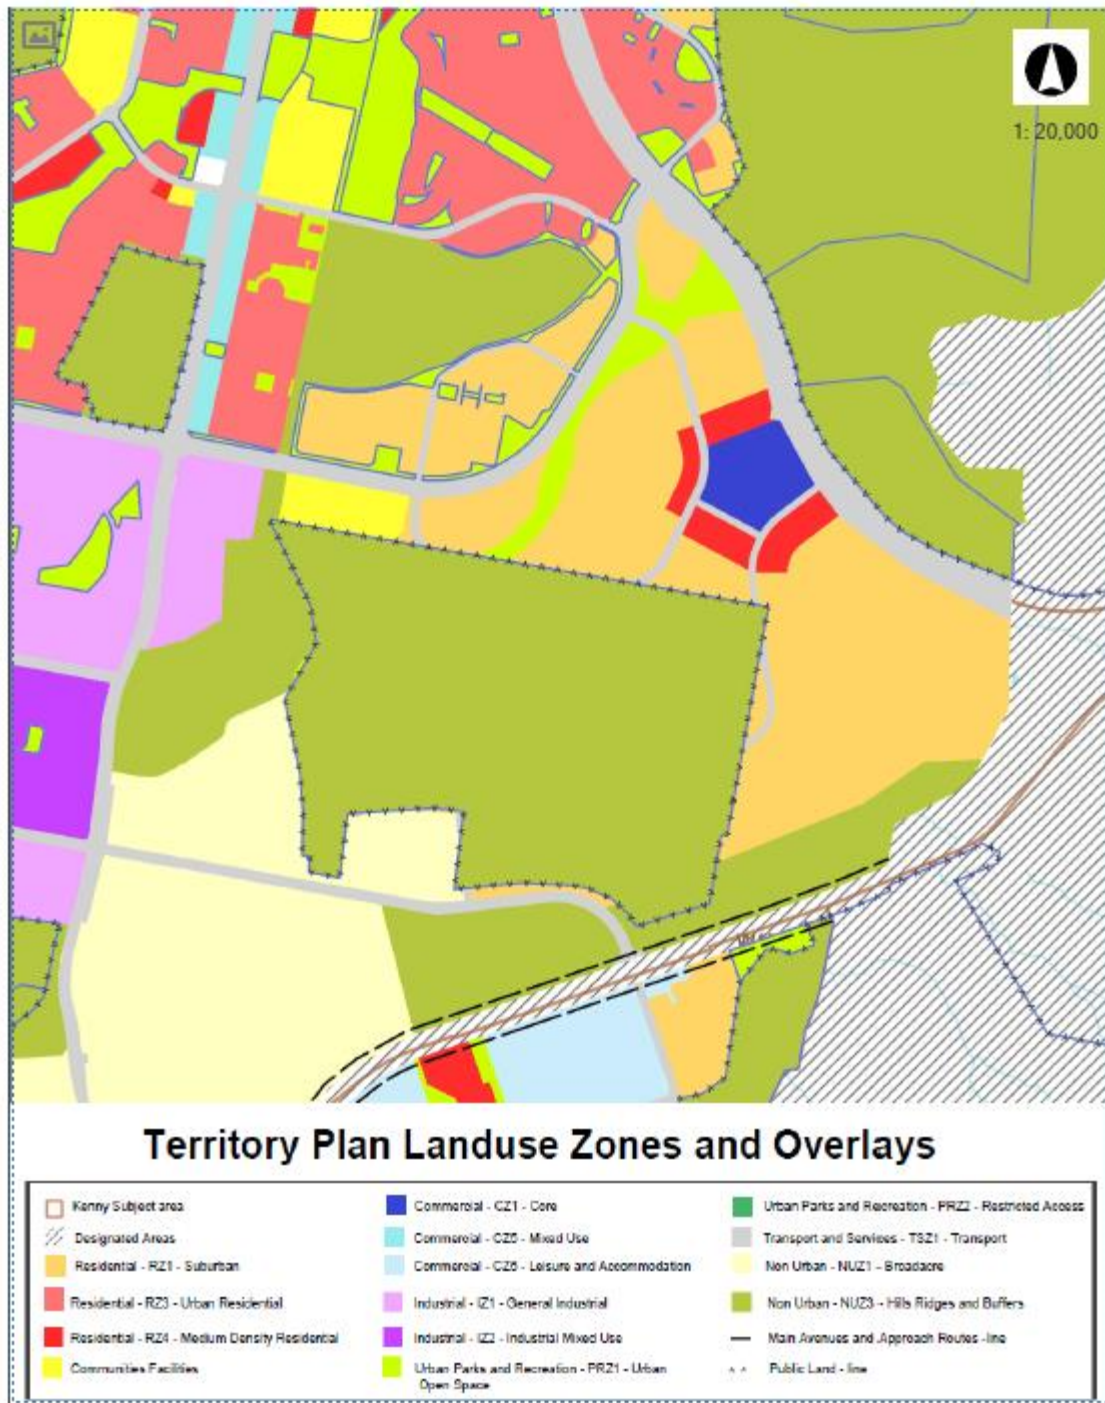 1: 20,000
Territory Plan Landuse Zones and Overlays
Kenny Subject area
Designated Areas
Residential - RZ1 - Suburban
Residential - RZ3 - Urban Residential
Residential - RZ4 - Medium Density Residential
Communities Facilities
Commercial - CZ1 - Core
Commercial - CZ5 - Mixed Use
Commercial - CZ6 - Leisure and Accommodation
Industrial - IZ1 - General Industrial
Industrial - IZ2 - Industrial Mixed Use
Urban Parks and Recreation - PRZ1 - Urban
Open Space
Urban Parks and Recreation - PRZ2 - Restricted Access
Transport and Services - TSZ1 - Transport
Non Urban - NUZ1 - Broadacre
Non Urban - NUZ3 - Hills Ridges and Buffers
Main Avenues and Approach Routes -line
Public Land - line